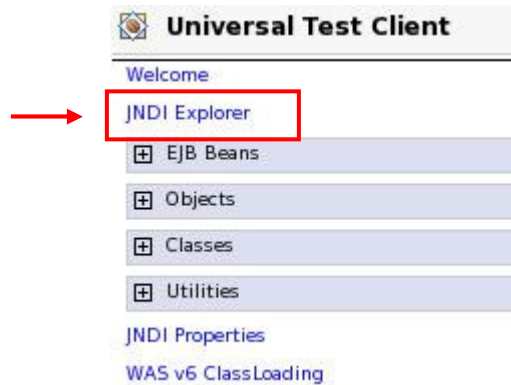 Universal Test Client
Welcome
JNDI Explorer
EJB Beans
Objects
Classes
Utilities
JNDI Properties
WAS v6 ClassLoading